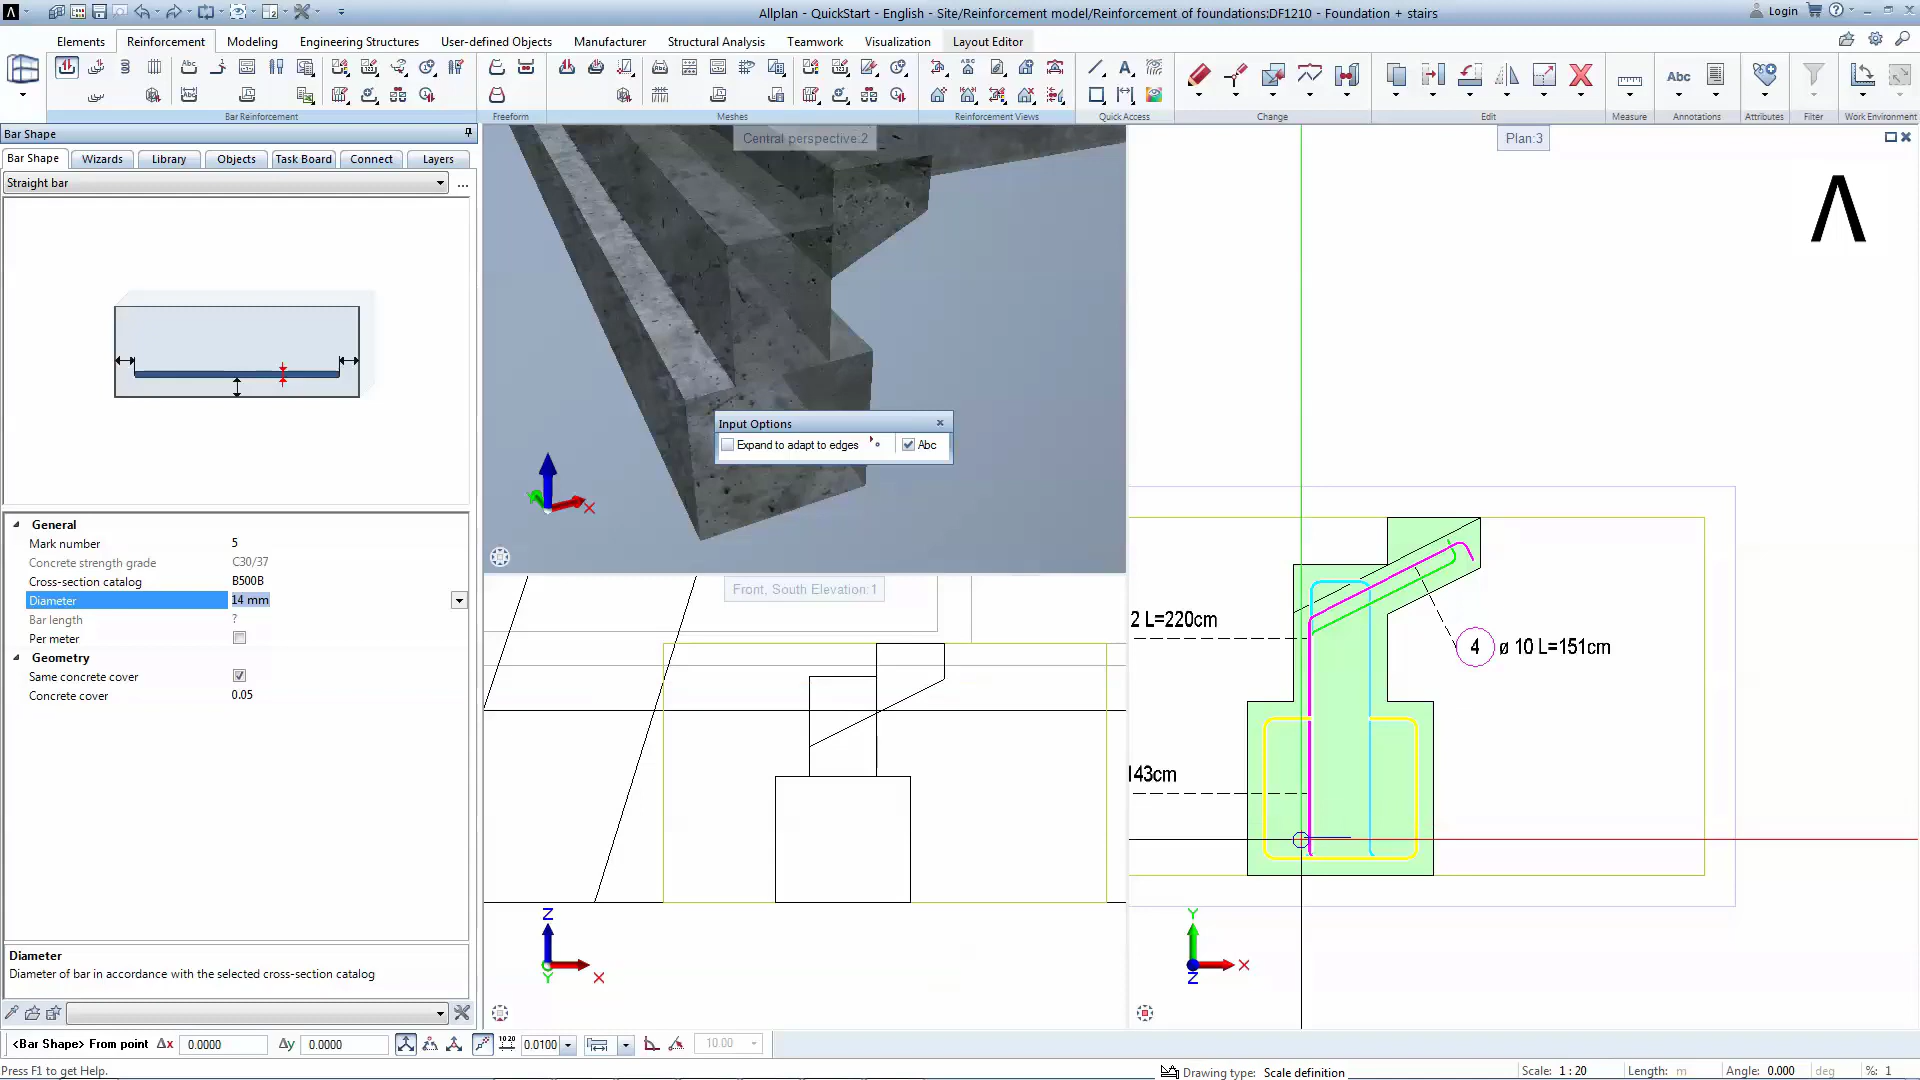 Allplan - QuickStart - English - Site/Reinforcement model/Reinforcement of foundations:DF1210 - Foundation + stairs
Login
Elements
Reinforcement
Modeling
Engineering Structures
User-defined Objects
Manufacturer
Structural Analysis
Teamwork
Visualization
Layout Editor
Bar Reinforcement
Freeform
Meshes
Reinforcement Views
Quick Access
Change
Edit
Measure
Abc
Annotations
Attributes
Filter
Work Environment
Bar Shape
Bar Shape
Wizards
Library
Objects
Task Board
Connect
Layers
Straight bar
...
General
Mark number 5
Concrete strength grade C30/37
Cross-section catalog B500B
Diameter 14 mm
Bar length ?
Per meter
Geometry
Same concrete cover
Concrete cover 0.05
Diameter
Diameter of bar in accordance with the selected cross-section catalog
Central perspective:2
Input Options
Expand to adapt to edges
Abc
X
Front, South Elevation:1
Z
Y
X
Plan:3
2 L=220cm
4 ø 10 L=151cm
143cm
Y
Z
X
<Bar Shape> From point Δx 0.0000 Δy 0.0000 0.0100 10.00
Press F1 to get Help.
Drawing type: Scale definition
Scale: 1 : 20
Length: m
Angle: 0.000 deg
%: 1